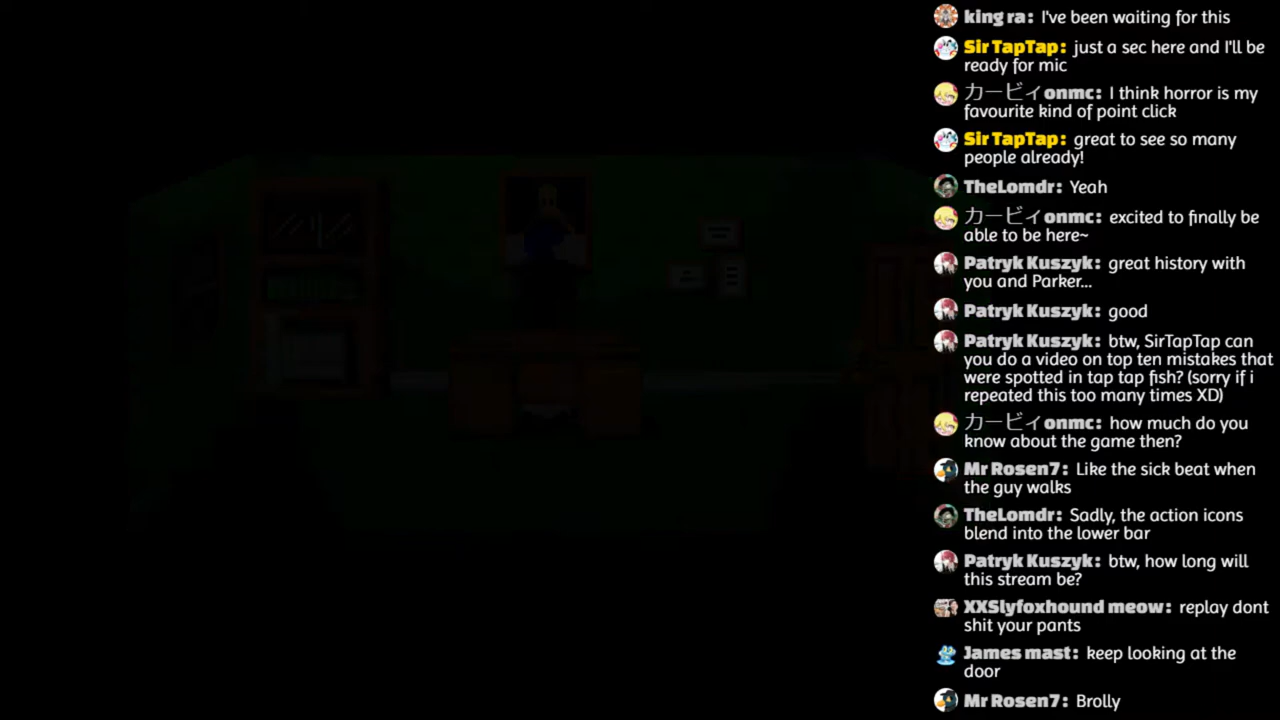 king ra: I've been waiting for this
Sir TapTap: just a sec here and I'll be
ready for mic
カービィonmc: I think horror is my
favourite kind of point click
Sir TapTap: great to see so many
people already!
TheLomdr: Yeah
カービィonmc: excited to finally be
able to be here~
Patryk Kuszyk: great history with
you and Parker...
Patryk Kuszyk: good
Patryk Kuszyk: btw, SirTapTap can
you do a video on top ten mistakes that
were spotted in tap tap fish? (sorry if i
repeated this too many times XD)
カービィonmc: how much do you
know about the game then?
Mr Rosen7: Like the sick beat when
the guy walks
TheLomdr: Sadly, the action icons
blend into the lower bar
Patryk Kuszyk: btw, how long will
this stream be?
XXSlyfoxhound meow: replay dont
shit your pants
James mast: keep looking at the
door
Mr Rosen7: Brolly